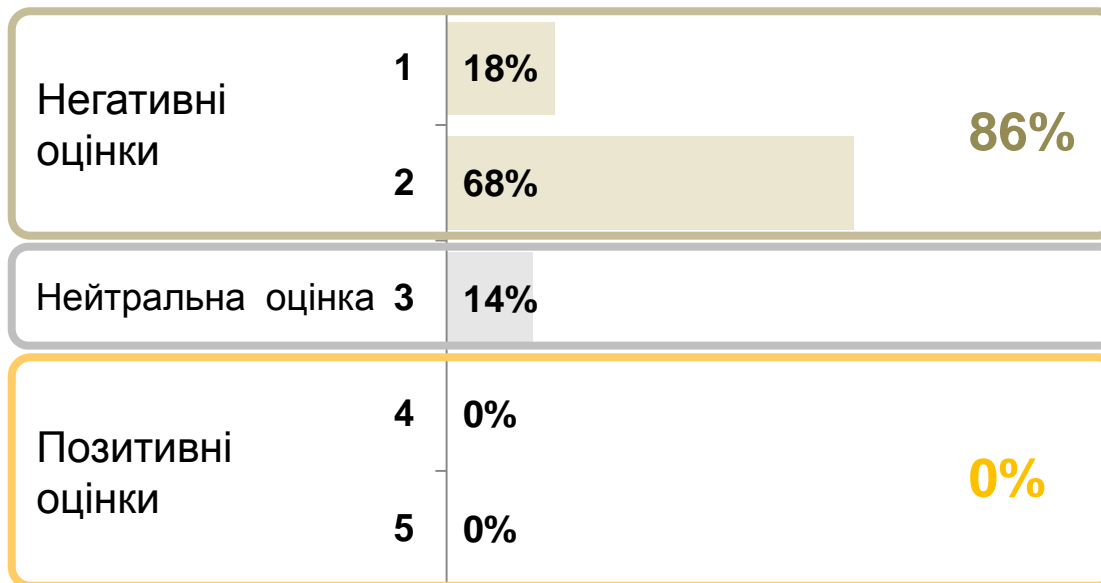 Негативні
оцінки
1 18%
2 68%
86%
Нейтральна оцінка 3 14%
Позитивні
оцінки
4 0%
5 0%
0%